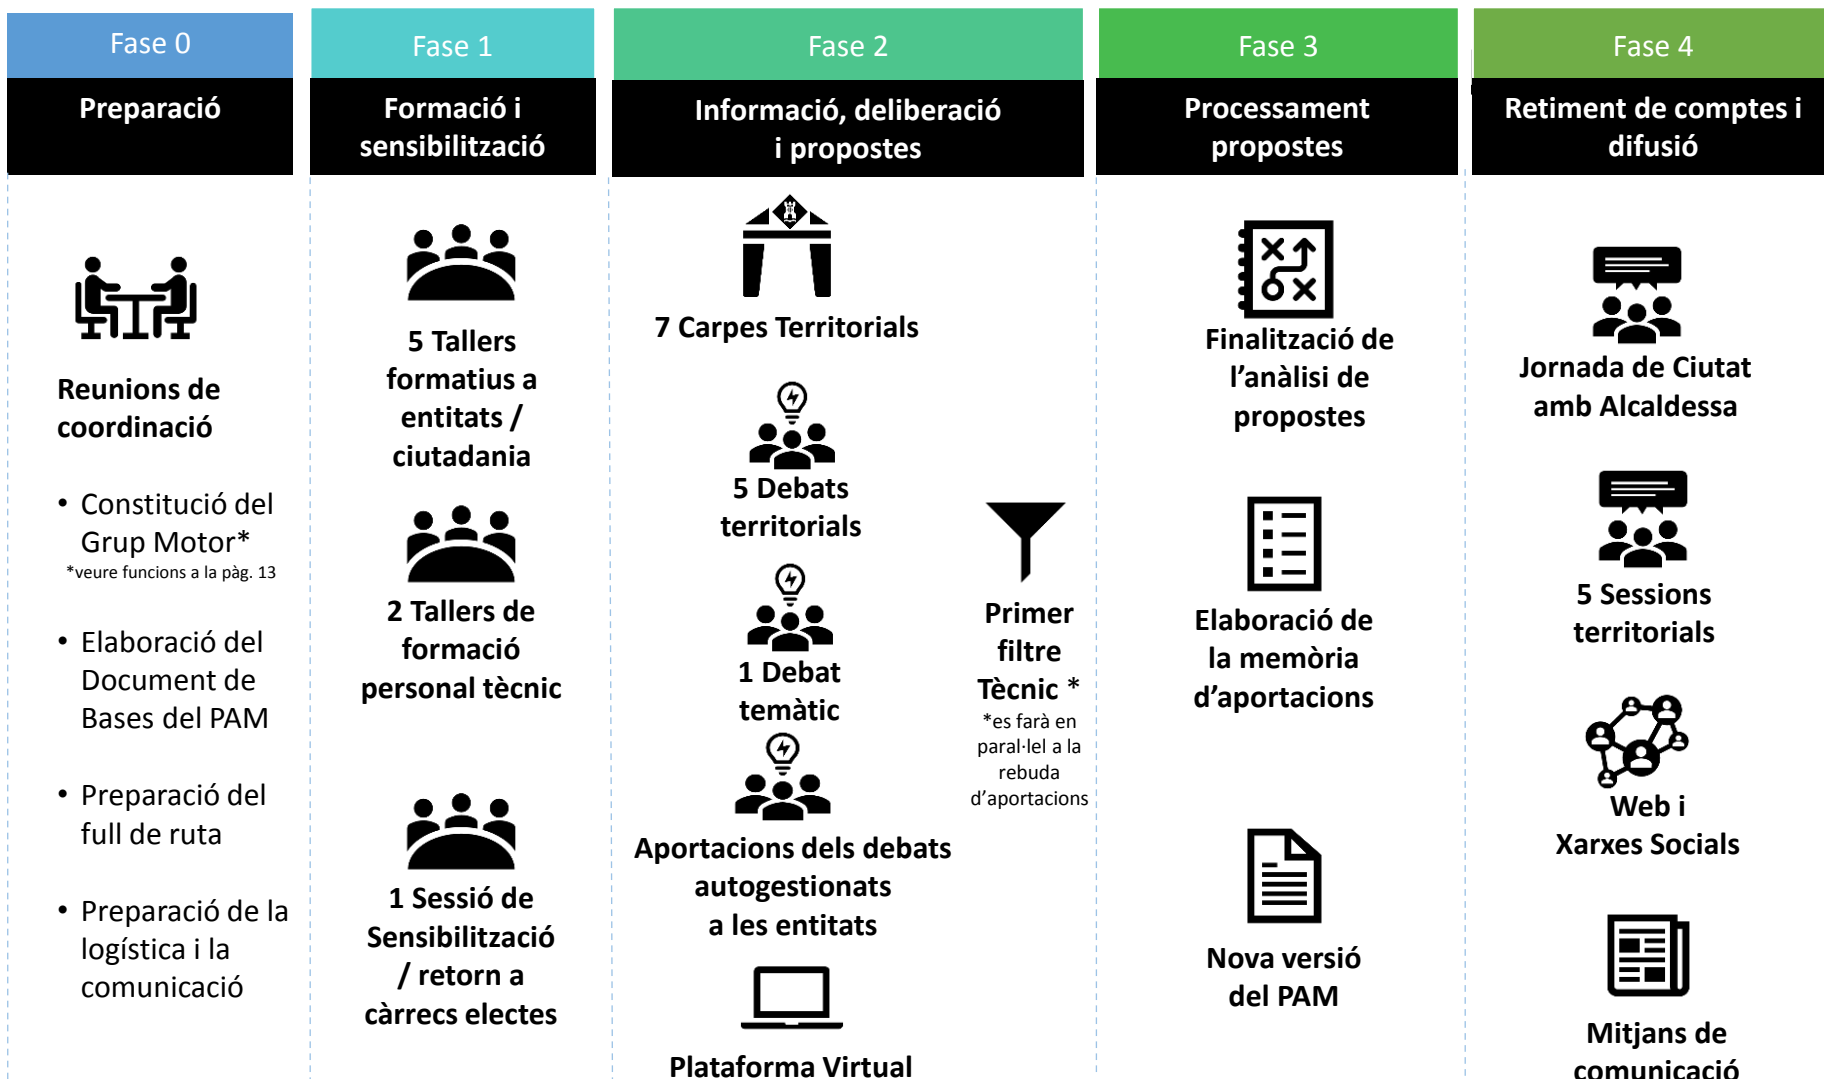 Fase 0
Preparació
Reunions de
coordinació
• Constitució del
Grup Motor*
*veure funcions a la pàg. 13
• Elaboració del
Document de
Bases del PAM
• Preparació del
full de ruta
• Preparació de la
logística i la
comunicació
Fase 1
Formació i
sensibilització
5 Tallers
formatius a
entitats /
ciutadania
2 Tallers de
formació
personal tècnic
1 Sessió de
Sensibilització
/ retorn a
càrrecs electes
Fase 2
Informació, deliberació
i propostes
7 Carpes Territorials
5 Debats
territorials
1 Debat
temàtic
Aportacions dels debats
autogestionats
a les entitats
Plataforma Virtual
Primer
filtre
Tècnic *
*es farà en
paral·lel a la
rebuda
d’aportacions
Fase 3
Processament
propostes
Finalització de
l’anàlisi de
propostes
Elaboració de
la memòria
d’aportacions
Nova versió
del PAM
Fase 4
Retiment de comptes i
difusió
Jornada de Ciutat
amb Alcaldessa
5 Sessions
territorials
Web i
Xarxes Socials
Mitjans de
comunicació